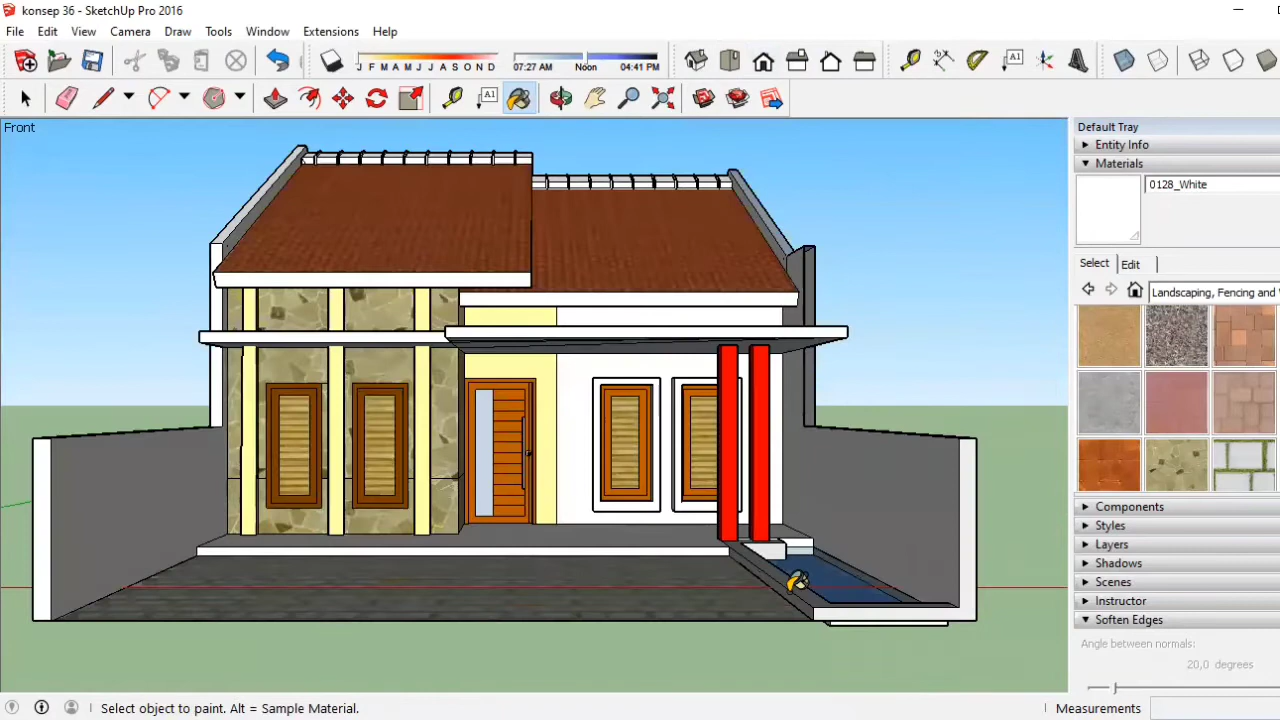 konsep 36 - SketchUp Pro 2016
File Edit View Camera Draw Tools Window Extensions Help
J F M A M J J A S O N D
07:27 AM Noon 04:41 PM
A1
A1
Front
Default Tray
Entity Info
Materials
0128_White
Select Edit
Landscaping, Fencing and
Components
Styles
Layers
Shadows
Scenes
Instructor
Soften Edges
Angle between normals:
20,0 degrees
Select object to paint. Alt = Sample Material.
Measurements